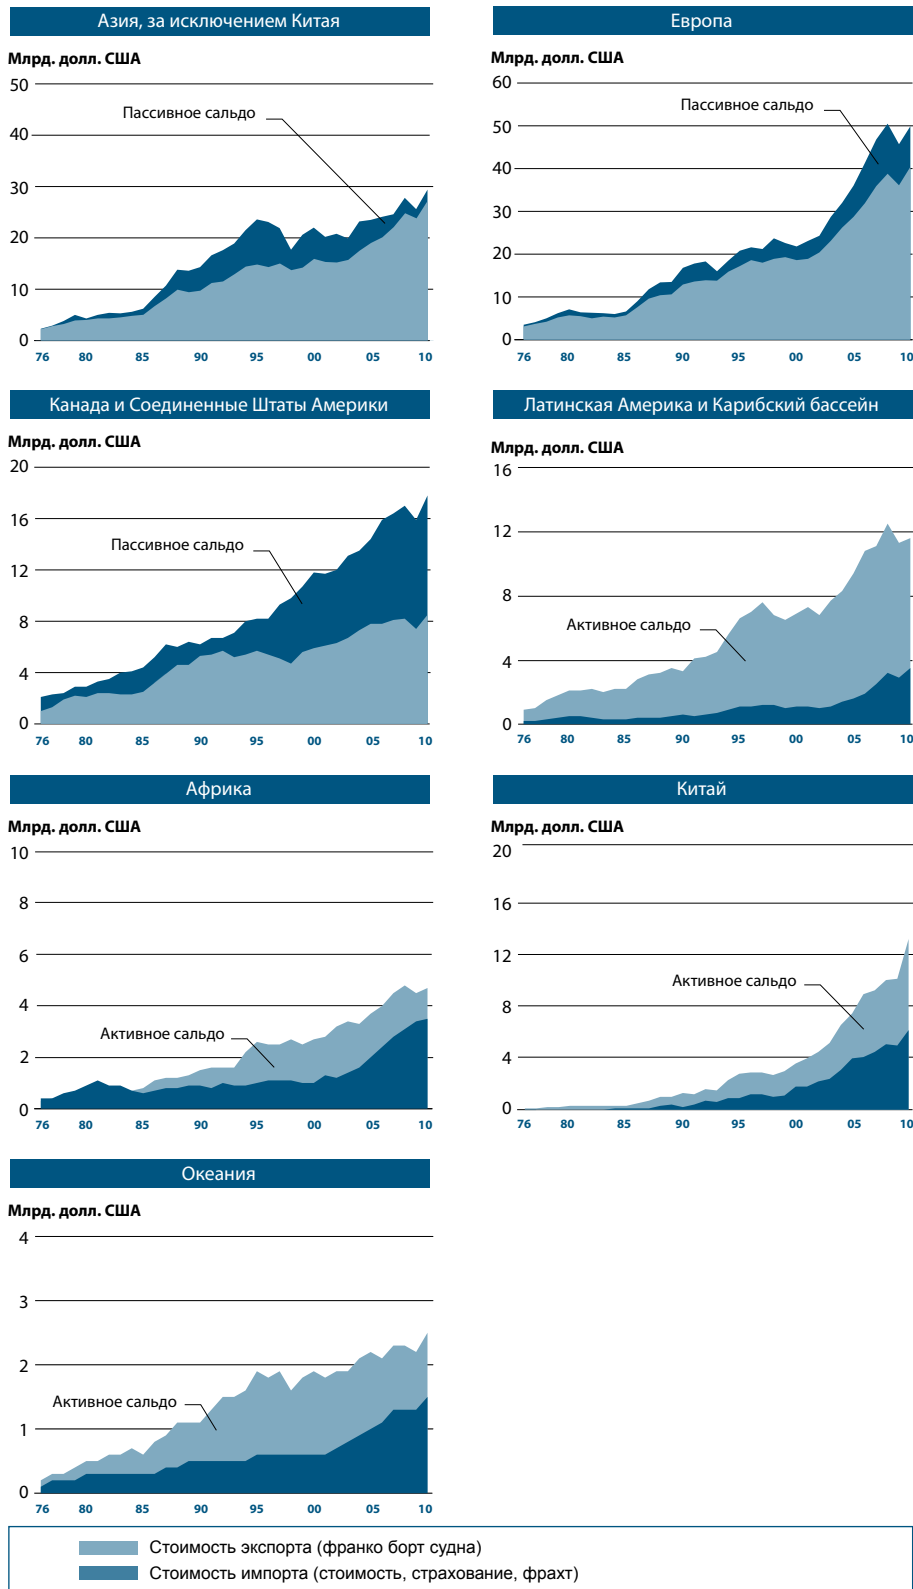 Азия, за исключением Китая
Млрд. долл. США
50
40
30
20
10
0
Пассивное сальдо
76 80 85 90 95 00 05 10
Европа
Млрд. долл. США
60
50
40
30
20
10
0
Пассивное сальдо
76 80 85 90 95 00 05 10
Канада и Соединенные Штаты Америки
Млрд. долл. США
20
16
12
8
4
0
Пассивное сальдо
76 80 85 90 95 00 05 10
Латинская Америка и Карибский бассейн
Млрд. долл. США
16
12
8
4
0
Активное сальдо
76 80 85 90 95 00 05 10
Африка
Млрд. долл. США
10
8
6
4
2
0
Активное сальдо
76 80 85 90 95 00 05 10
Китай
Млрд. долл. США
20
16
12
8
4
0
Активное сальдо
76 80 85 90 95 00 05 10
Океания
Млрд. долл. США
4
3
2
1
0
Активное сальдо
76 80 85 90 95 00 05 10
Стоимость экспорта (франко борт судна)
Стоимость импорта (стоимость, страхование, фрахт)